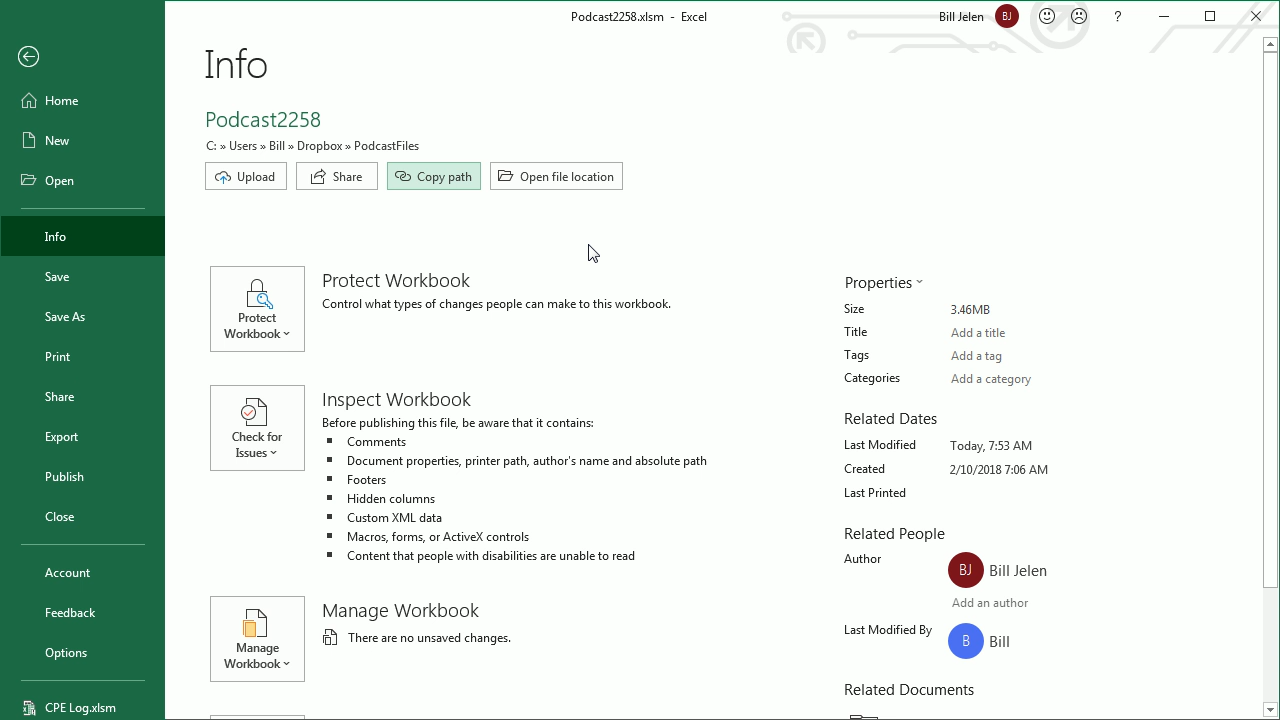 Podcast2258.xlsm - Excel
Bill Jelen
BJ
?
Home
New
Open
Info
Save
Save As
Print
Share
Export
Publish
Close
Account
Feedback
Options
CPE Log.xlsm
Info
Podcast2258
C: » Users » Bill » Dropbox » PodcastFiles
Upload
Share
Copy path
Open file location
Protect Workbook
Protect Workbook
Control what types of changes people can make to this workbook.
Check for Issues
Inspect Workbook
Before publishing this file, be aware that it contains:
Comments
Document properties, printer path, author's name and absolute path
Footers
Hidden columns
Custom XML data
Macros, forms, or ActiveX controls
Content that people with disabilities are unable to read
Manage Workbook
Manage Workbook
There are no unsaved changes.
Properties
Size 3.46MB
Title Add a title
Tags Add a tag
Categories Add a category
Related Dates
Last Modified Today, 7:53 AM
Created 2/10/2018 7:06 AM
Last Printed
Related People
Author
BJ Bill Jelen
Add an author
Last Modified By
B Bill
Related Documents